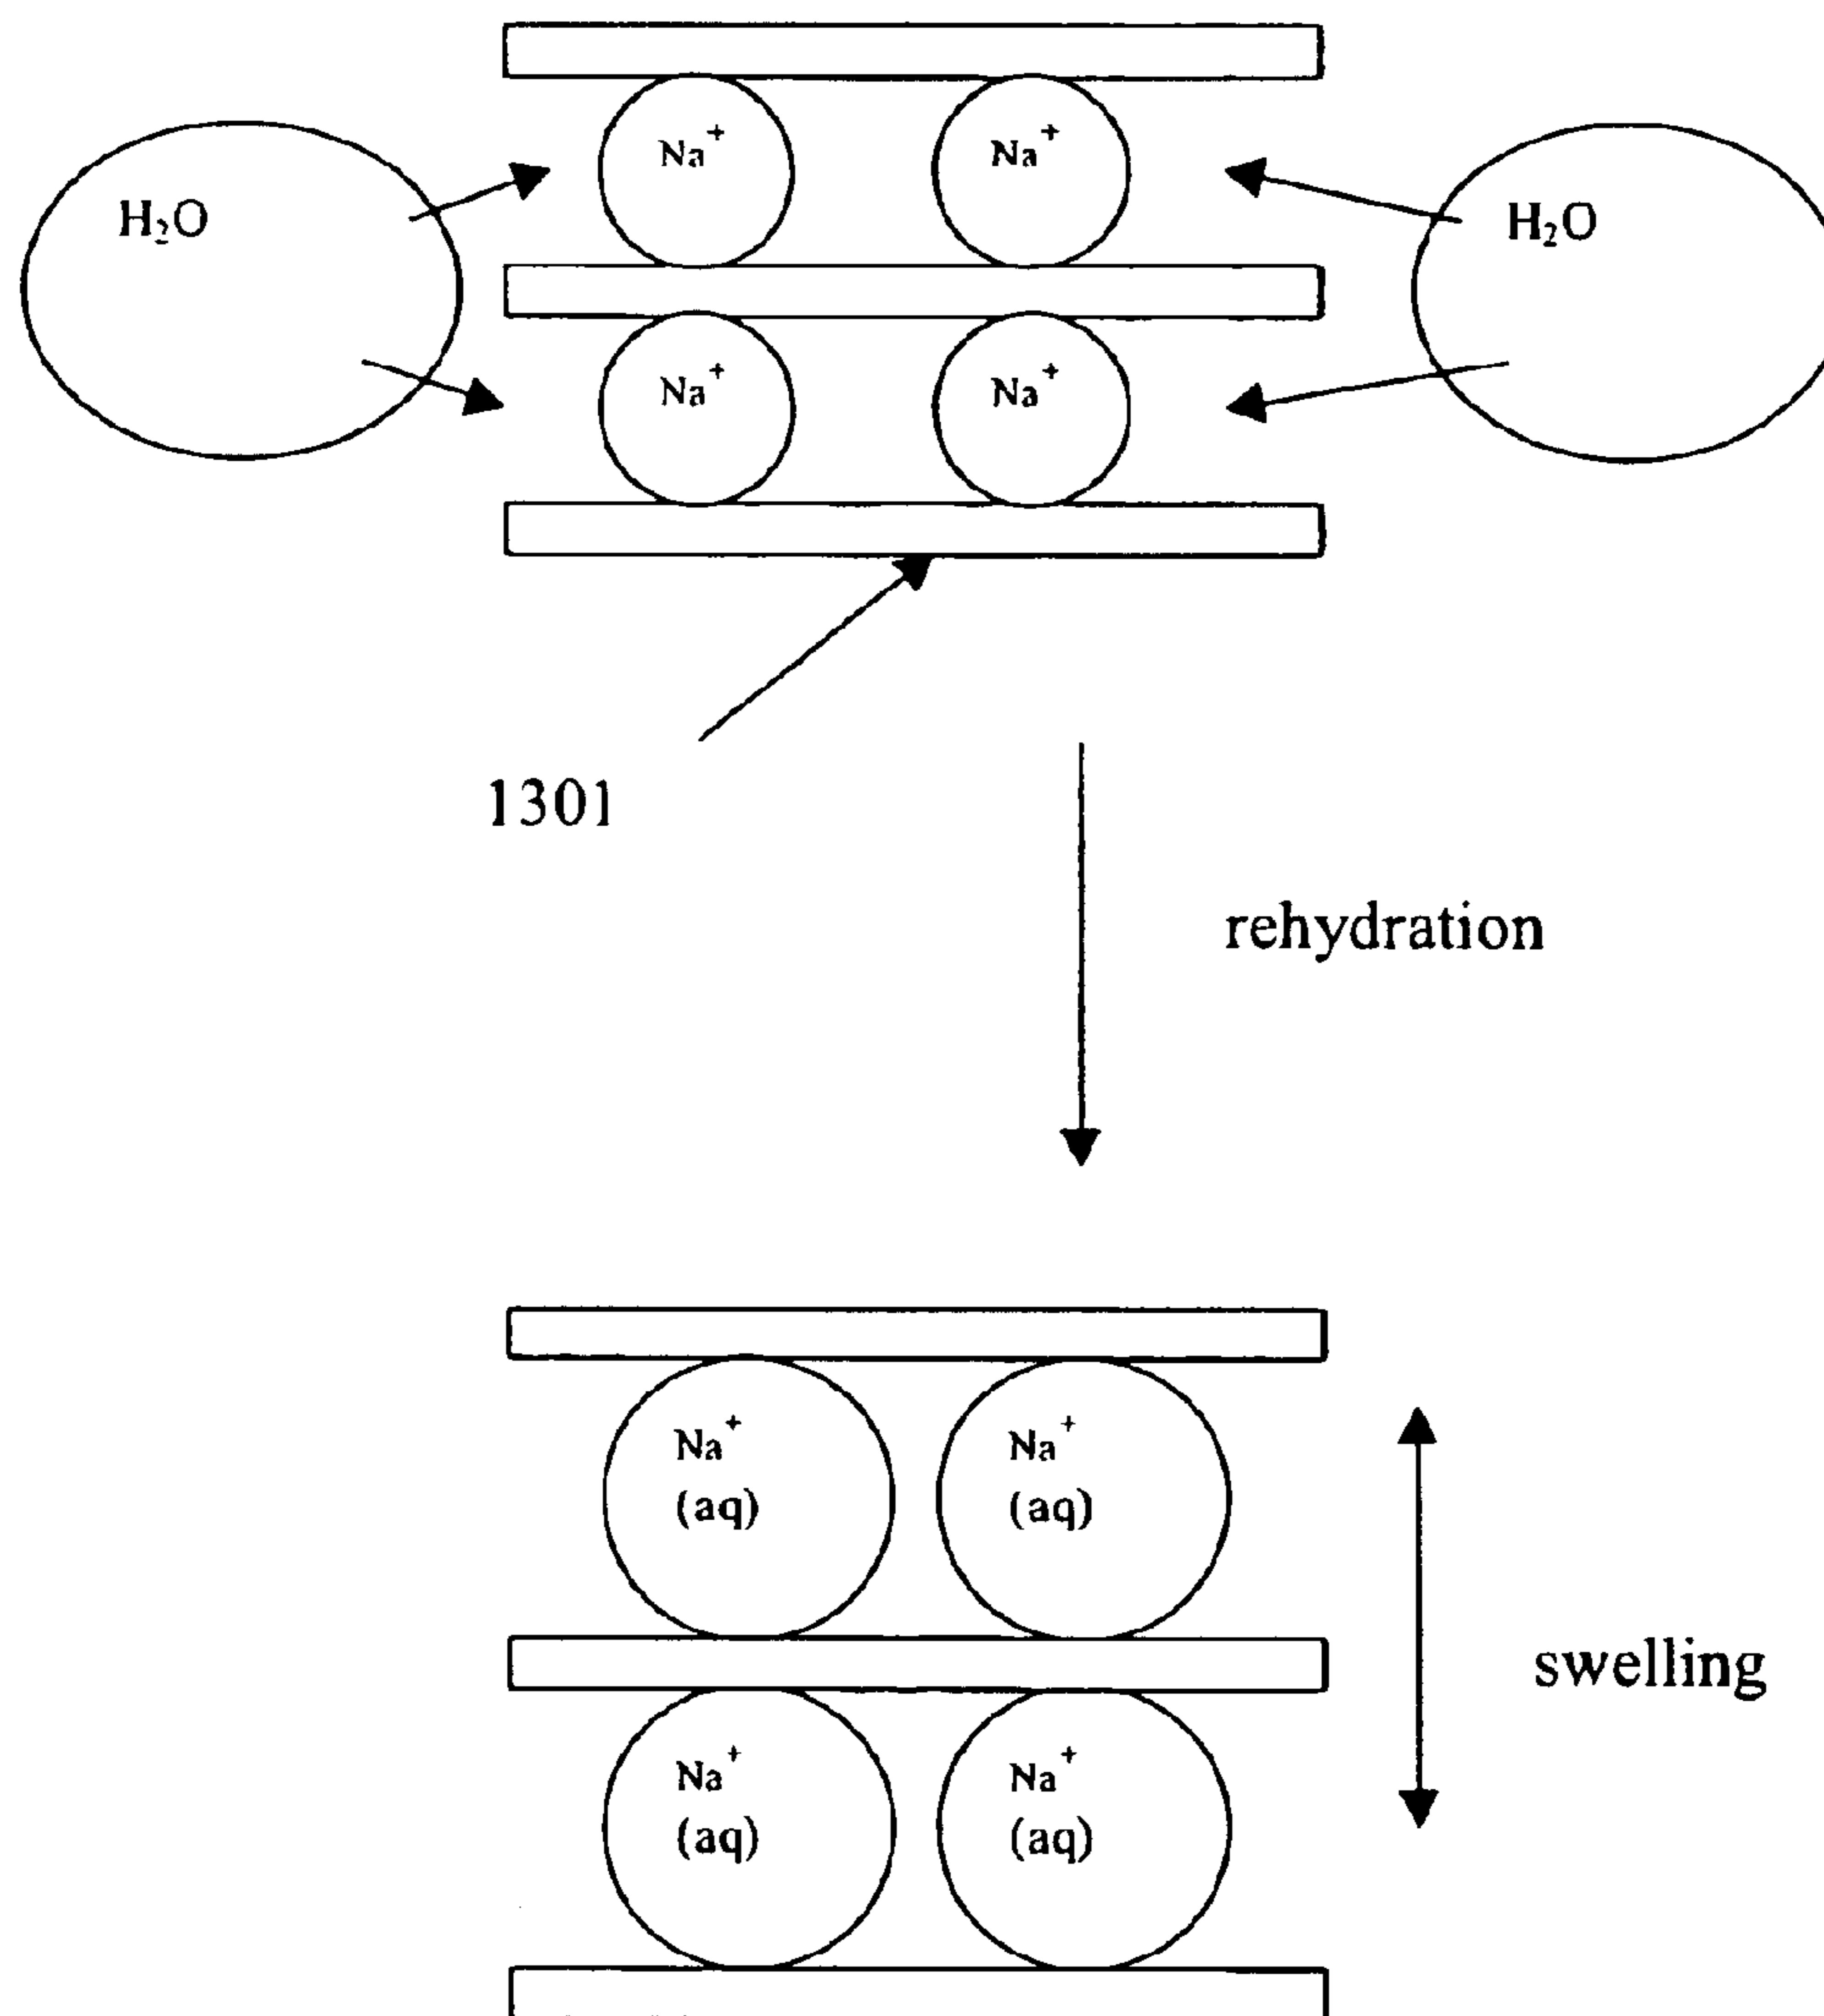 Na+ Na+
H2O H2O
Na+ Na+
1301
rehydration
Na+ Na+
(aq) (aq)
swelling
Na+ Na+
(aq) (aq)